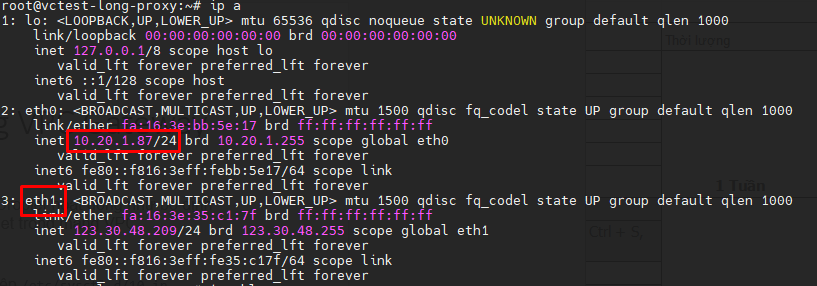 root@vctest-long-proxy:~# ip a
1: lo: <LOOPBACK,UP,LOWER_UP> mtu 65536 qdisc noqueue state UNKNOWN group default qlen 1000
    link/loopback 00:00:00:00:00:00 brd 00:00:00:00:00:00
    inet 127.0.0.1/8 scope host lo
       valid_lft forever preferred_lft forever
    inet6 ::1/128 scope host
       valid_lft forever preferred_lft forever
2: eth0: <BROADCAST,MULTICAST,UP,LOWER_UP> mtu 1500 qdisc fq_codel state UP group default qlen 1000
    link/ether fa:16:3e:bb:5e:17 brd ff:ff:ff:ff:ff:ff
    inet 10.20.1.87/24 brd 10.20.1.255 scope global eth0
       valid_lft forever preferred_lft forever
    inet6 fe80::f816:3eff:febb:5e17/64 scope link
       valid_lft forever preferred_lft forever
3: eth1: <BROADCAST,MULTICAST,UP,LOWER_UP> mtu 1500 qdisc fq_codel state UP group default qlen 1000
    link/ether fa:16:3e:35:c1:7f brd ff:ff:ff:ff:ff:ff
    inet 123.30.48.209/24 brd 123.30.48.255 scope global eth1
       valid_lft forever preferred_lft forever
    inet6 fe80::f816:3eff:fe35:c17f/64 scope link
       valid_lft forever preferred_lft forever
Thời lượng
1 Tuần
Ctrl + S,